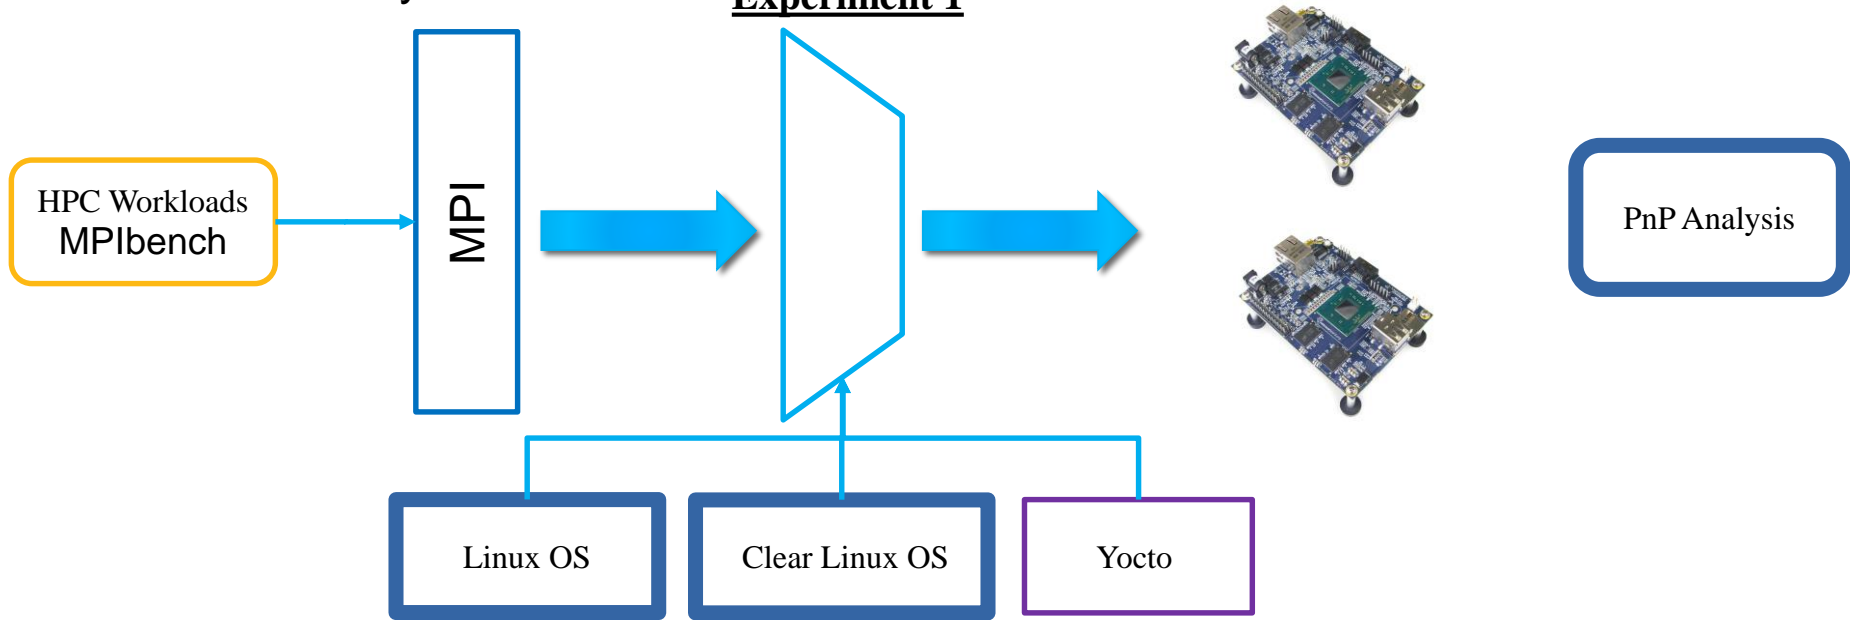 Experiment 1
HPC Workloads
MPIbench
MPI
PnP Analysis
Linux OS
Clear Linux OS
Yocto